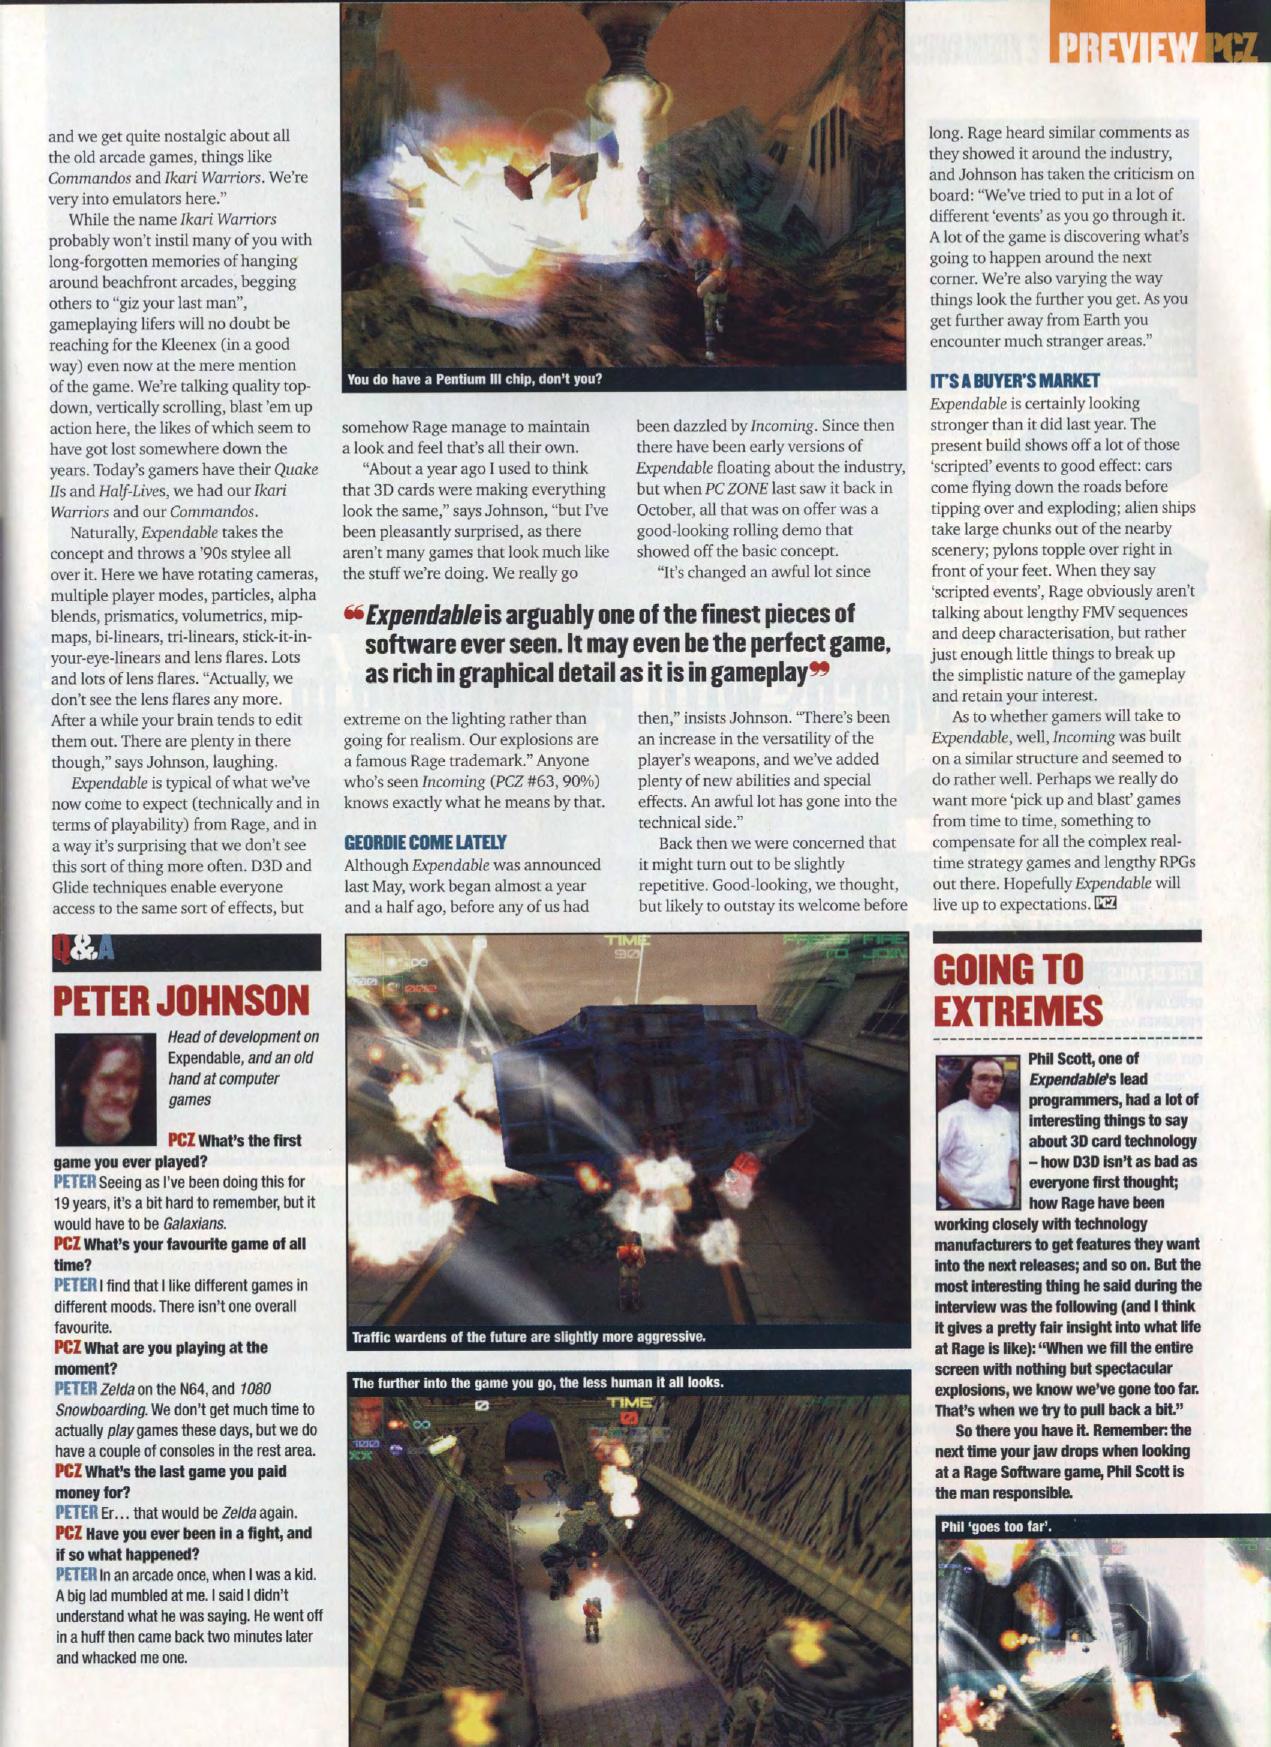 PREVIEW PCZ
and we get quite nostalgic about all
the old arcade games, things like
Commandos and Ikari Warriors. We're
very into emulators here."
While the name Ikari Warriors
probably won't instil many of you with
long-forgotten memories of hanging
around beachfront arcades, begging
others to "giz your last man",
gameplaying lifers will no doubt be
reaching for the Kleenex (in a good
way) even now at the mere mention
of the game. We're talking quality top-
down, vertically scrolling, blast 'em up
action here, the likes of which seem to
have got lost somewhere down the
years. Today's gamers have their Quake
IIs and Half-Lives, we had our Ikari
Warriors and our Commandos.
Naturally, Expendable takes the
concept and throws a '90s stylee all
over it. Here we have rotating cameras,
multiple player modes, particles, alpha
blends, prismatics, volumetrics, mip-
maps, bi-linears, tri-linears, stick-it-in-
your-eye-linears and lens flares. Lots
and lots of lens flares. "Actually, we
don't see the lens flares any more.
After a while your brain tends to edit
them out. There are plenty in there
though," says Johnson, laughing.
Expendable is typical of what we've
now come to expect (technically and in
terms of playability) from Rage, and in
a way it's surprising that we don't see
this sort of thing more often. D3D and
Glide techniques enable everyone
access to the same sort of effects, but
You do have a Pentium III chip, don't you?
somehow Rage manage to maintain
a look and feel that's all their own.
"About a year ago I used to think
that 3D cards were making everything
look the same," says Johnson, "but I've
been pleasantly surprised, as there
aren't many games that look much like
the stuff we're doing. We really go
"Expendable is arguably one of the finest pieces of
software ever seen. It may even be the perfect game,
as rich in graphical detail as it is in gameplay"
extreme on the lighting rather than
going for realism. Our explosions are
a famous Rage trademark." Anyone
who's seen Incoming (PCZ #63, 90%)
knows exactly what he means by that.
GEORDIE COME LATELY
Although Expendable was announced
last May, work began almost a year
and a half ago, before any of us had
been dazzled by Incoming. Since then
there have been early versions of
Expendable floating about the industry,
but when PC ZONE last saw it back in
October, all that was on offer was a
good-looking rolling demo that
showed off the basic concept.
"It's changed an awful lot since
then," insists Johnson. "There's been
an increase in the versatility of the
player's weapons, and we've added
plenty of new abilities and special
effects. An awful lot has gone into the
technical side."
Back then we were concerned that
it might turn out to be slightly
repetitive. Good-looking, we thought,
but likely to outstay its welcome before
long. Rage heard similar comments as
they showed it around the industry,
and Johnson has taken the criticism on
board: "We've tried to put in a lot of
different 'events' as you go through it.
A lot of the game is discovering what's
going to happen around the next
corner. We're also varying the way
things look the further you get. As you
get further away from Earth you
encounter much stranger areas."
IT'S A BUYER'S MARKET
Expendable is certainly looking
stronger than it did last year. The
present build shows off a lot of those
'scripted' events to good effect: cars
come flying down the roads before
tipping over and exploding; alien ships
take large chunks out of the nearby
scenery; pylons topple over right in
front of your feet. When they say
'scripted events', Rage obviously aren't
talking about lengthy FMV sequences
and deep characterisation, but rather
just enough little things to break up
the simplistic nature of the gameplay
and retain your interest.
As to whether gamers will take to
Expendable, well, Incoming was built
on a similar structure and seemed to
do rather well. Perhaps we really do
want more 'pick up and blast' games
from time to time, something to
compensate for all the complex real-
time strategy games and lengthy RPGs
out there. Hopefully Expendable will
live up to expectations. PCZ
Q&A
PETER JOHNSON
Head of development on
Expendable, and an old
hand at computer
games
PCZ What's the first
game you ever played?
PETER Seeing as I've been doing this for
19 years, it's a bit hard to remember, but it
would have to be Galaxians.
PCZ What's your favourite game of all
time?
PETER I find that I like different games in
different moods. There isn't one overall
favourite.
PCZ What are you playing at the
moment?
PETER Zelda on the N64, and 1080
Snowboarding. We don't get much time to
actually play games these days, but we do
have a couple of consoles in the rest area.
PCZ What's the last game you paid
money for?
PETER Er... that would be Zelda again.
PCZ Have you ever been in a fight, and
if so what happened?
PETER In an arcade once, when I was a kid.
A big lad mumbled at me. I said I didn't
understand what he was saying. He went off
in a huff then came back two minutes later
and whacked me one.
TIME
90
PRESS FIRE
TO JOIN
Traffic wardens of the future are slightly more aggressive.
The further into the game you go, the less human it all looks.
TIME
0
GOING TO
EXTREMES
Phil Scott, one of
Expendable's lead
programmers, had a lot of
interesting things to say
about 3D card technology
– how D3D isn't as bad as
everyone first thought;
how Rage have been
working closely with technology
manufacturers to get features they want
into the next releases; and so on. But the
most interesting thing he said during the
interview was the following (and I think
it gives a pretty fair insight into what life
at Rage is like): "When we fill the entire
screen with nothing but spectacular
explosions, we know we've gone too far.
That's when we try to pull back a bit."
So there you have it. Remember: the
next time your jaw drops when looking
at a Rage Software game, Phil Scott is
the man responsible.
Phil 'goes too far'.